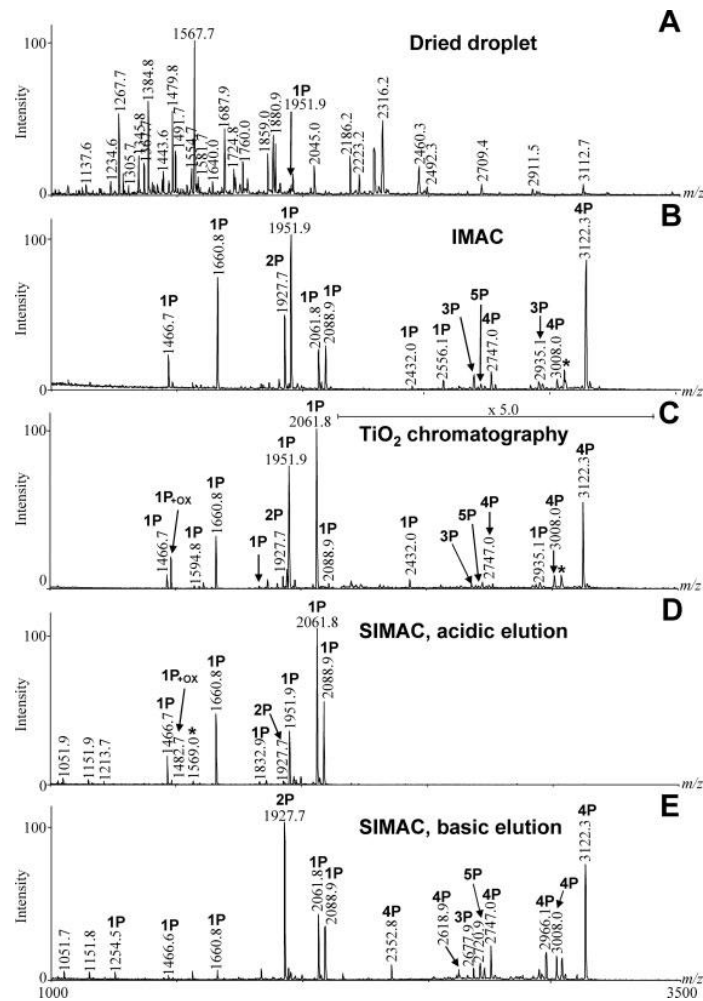 A
Dried droplet
Intensity
100
0
1137.6
1234.6
1267.7
1305.7
1345.8
1384.8
1367.7
1443.6
1479.8
1491.7
1554.7
1567.7
1581.7
1640.0
1687.9
1724.8
1760.0
1859.0
1880.9
1P
1951.9
2045.0
2186.2
2223.2
2316.2
2460.3
2492.3
2709.4
2911.5
3112.7
m/z
B
IMAC
Intensity
100
0
1P
1466.7
1P
1660.8
2P
1927.7
1P
1951.9
1P
2061.8
1P
2088.9
1P
2432.0
1P
2556.1
3P
5P
4P
2747.0
3P
2935.1
4P
3008.0
*
4P
3122.3
m/z
x 5.0
C
TiO2 chromatography
Intensity
100
0
1P
1466.7
1P+OX
1P
1594.8
1P
1660.8
1P
2P
1927.7
1P
1951.9
1P
2061.8
1P
2088.9
1P
2432.0
3P
5P
4P
2747.0
1P
2935.1
4P
3008.0
*
4P
3122.3
m/z
D
SIMAC, acidic elution
Intensity
100
0
1051.9
1151.9
1213.7
1P
1466.7
1P+OX
1482.7
1569.0*
1P
1660.8
1P
1832.9
2P
1927.7
1P
1951.9
1P
2061.8
1P
2088.9
m/z
E
SIMAC, basic elution
Intensity
100
0
1051.7
1151.8
1P
1254.5
1P
1466.6
1P
1660.8
2P
1927.7
1P
2061.8
1P
2088.9
4P
2352.8
4P
2618.9
3P
2677.9
5P
2720.9
4P
2747.0
4P
2966.1
4P
3008.0
4P
3122.3
m/z
1000
3500